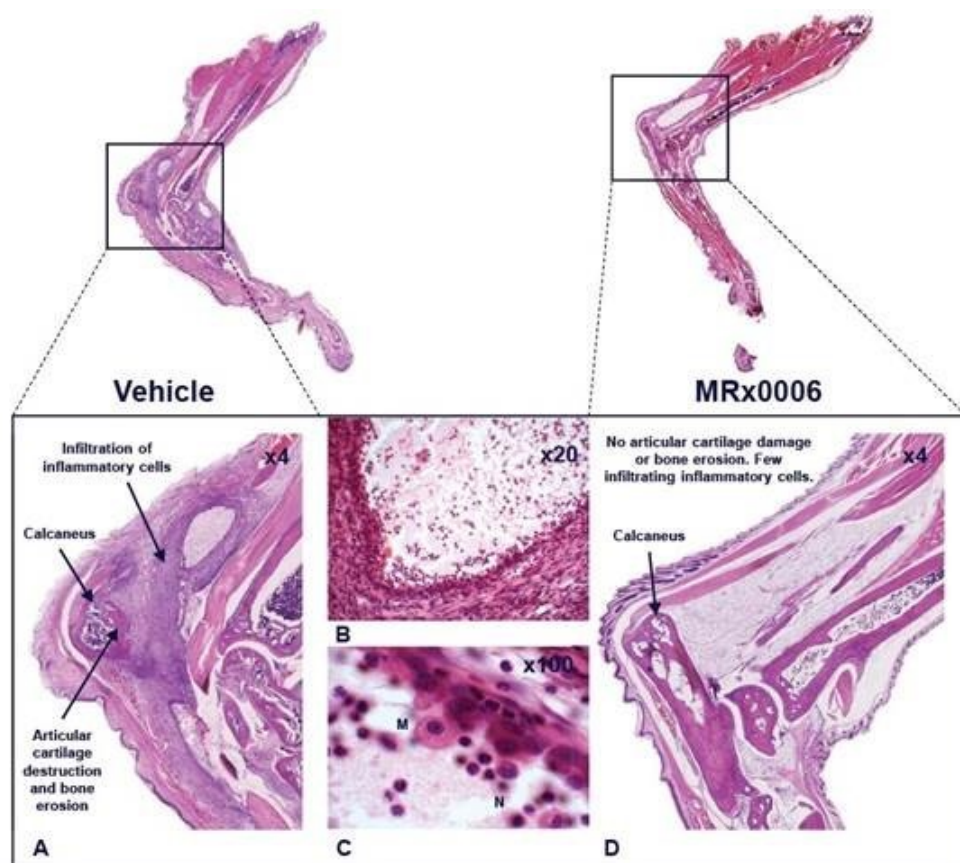 Vehicle
MRx0006
Infiltration of
inflammatory cells
x4
Calcaneus
Articular
cartilage
destruction
and bone
erosion
A
x20
B
x100
M
N
C
No articular cartilage damage
or bone erosion. Few
infiltrating inflammatory cells.
x4
Calcaneus
D